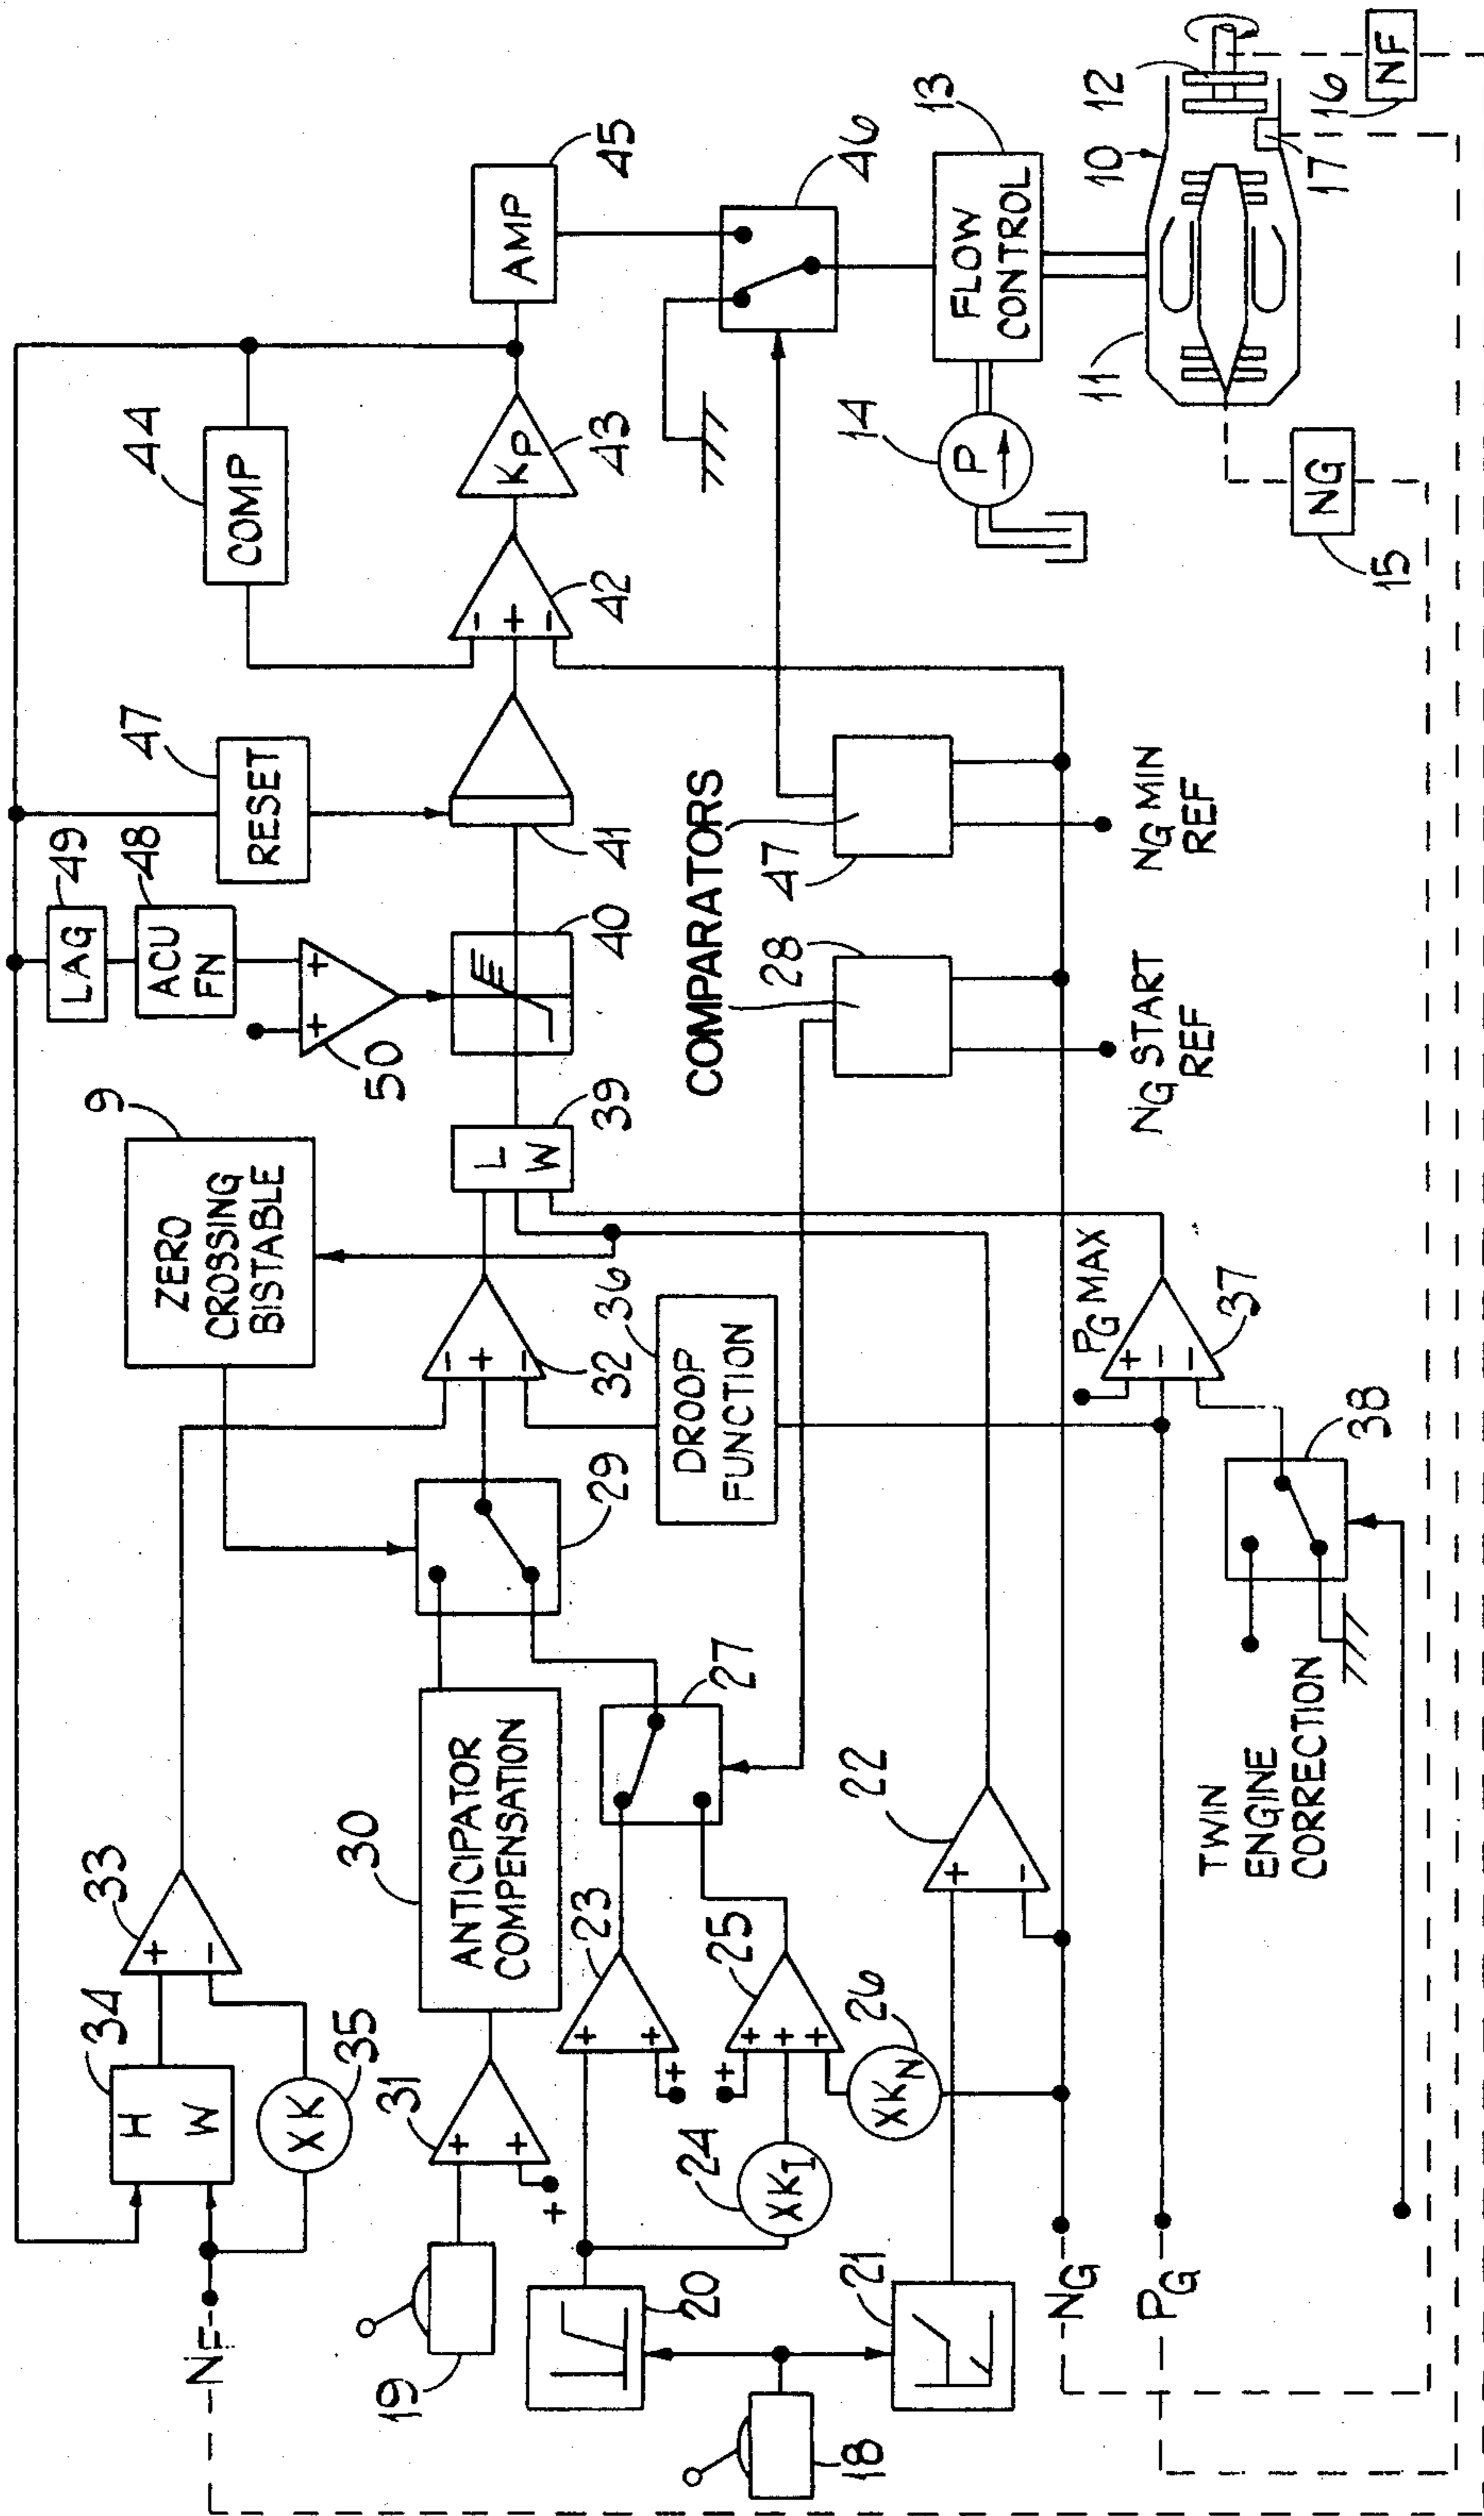 NF
34
H
W
33
+
-
XK
35
9
ZERO
CROSSING
BISTABLE
49
LAG
48
ACU
FN
47
RESET
44
COMP
19
31
+
+
+
30
ANTICIPATOR
COMPENSATION
29
-
+
-
32
L
W
39
+
+
50
40
41
-
+
-
42
KP
43
AMP
45
20
23
+
+
+
27
36
DROOP
FUNCTION
24
XK1
25
+
+
+
+
26
XKN
COMPARATORS
28
47
46
18
21
22
+
-
NG
NG START
REF
NG MIN
REF
14
P
13
FLOW
CONTROL
PG
PG MAX
+
-
-
37
11
10
12
TWIN
ENGINE
CORRECTION
38
15
NG
17
16
NF